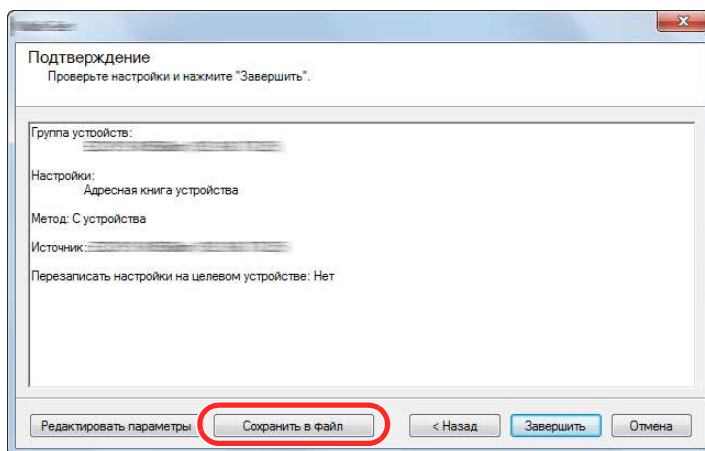 Подтверждение
Проверьте настройки и нажмите "Завершить".
Группа устройств:
Настройки:
Адресная книга устройства
Метод: С устройства
Источник:
Перезаписать настройки на целевом устройстве: Нет
Редактировать параметры Сохранить в файл < Назад Завершить Отмена